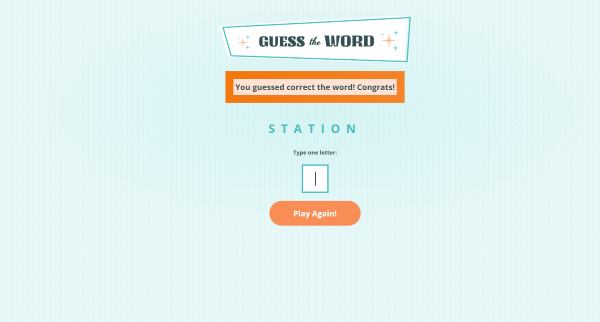 GUESS the WORD
You guessed correct the word! Congrats!
STATION
Type one letter:
Play Again!